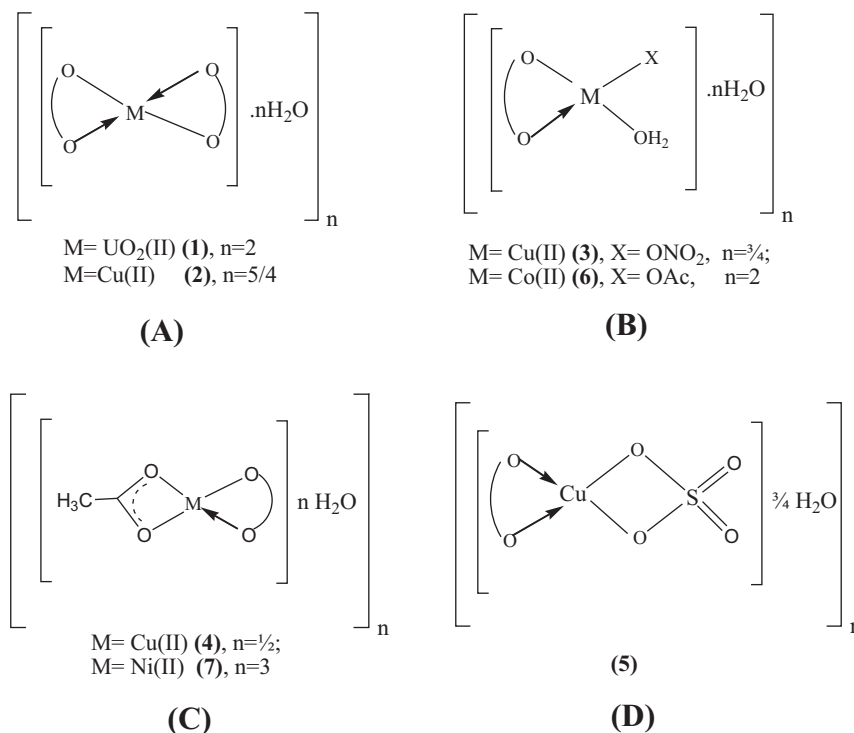 O O
M .nH₂O
O O
n
M= UO₂(II) (1), n=2
M=Cu(II) (2), n=5/4
(A)
O X
M .nH₂O
O OH₂
n
M= Cu(II) (3), X= ONO₂, n=¾;
M= Co(II) (6), X= OAc, n=2
(B)
O O
H₃C M n H₂O
O O
n
M= Cu(II) (4), n=½;
M= Ni(II) (7), n=3
(C)
O O O
Cu S ¾ H₂O
O O O
n
(5)
(D)